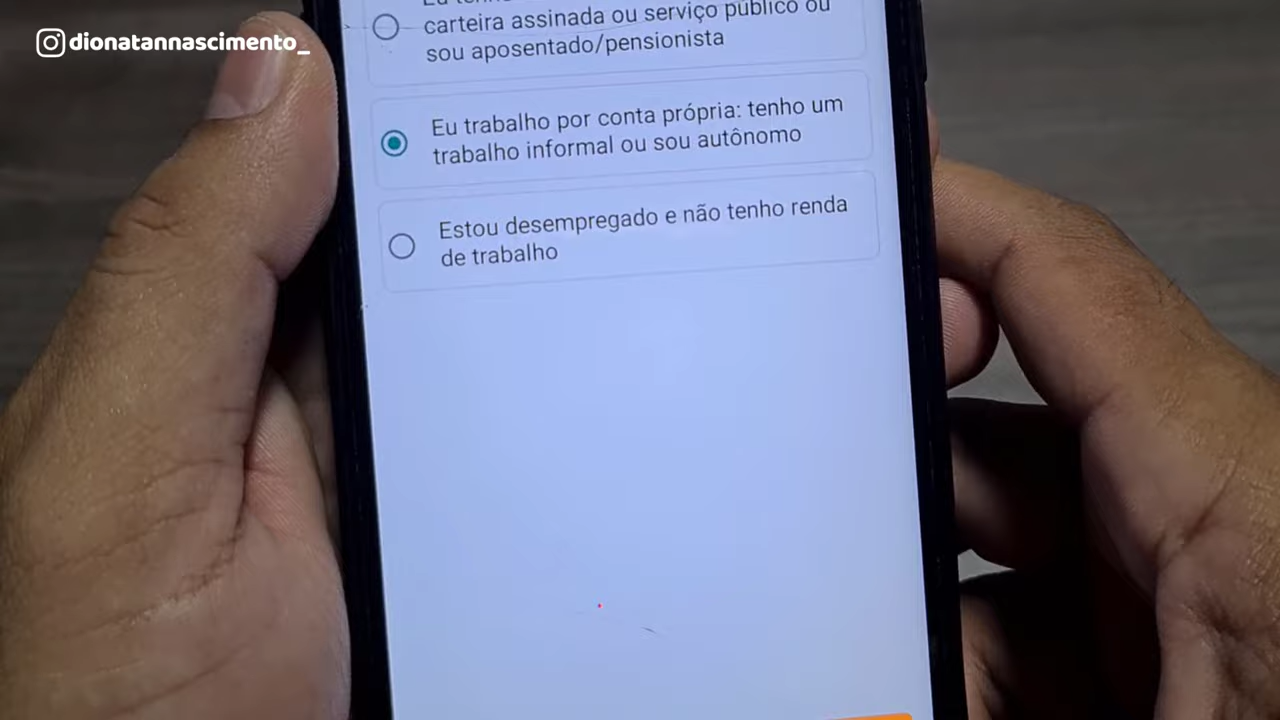 dionatannascimento_
carteira assinada ou serviço público ou
sou aposentado/pensionista
Eu trabalho por conta própria: tenho um
trabalho informal ou sou autônomo
Estou desempregado e não tenho renda
de trabalho